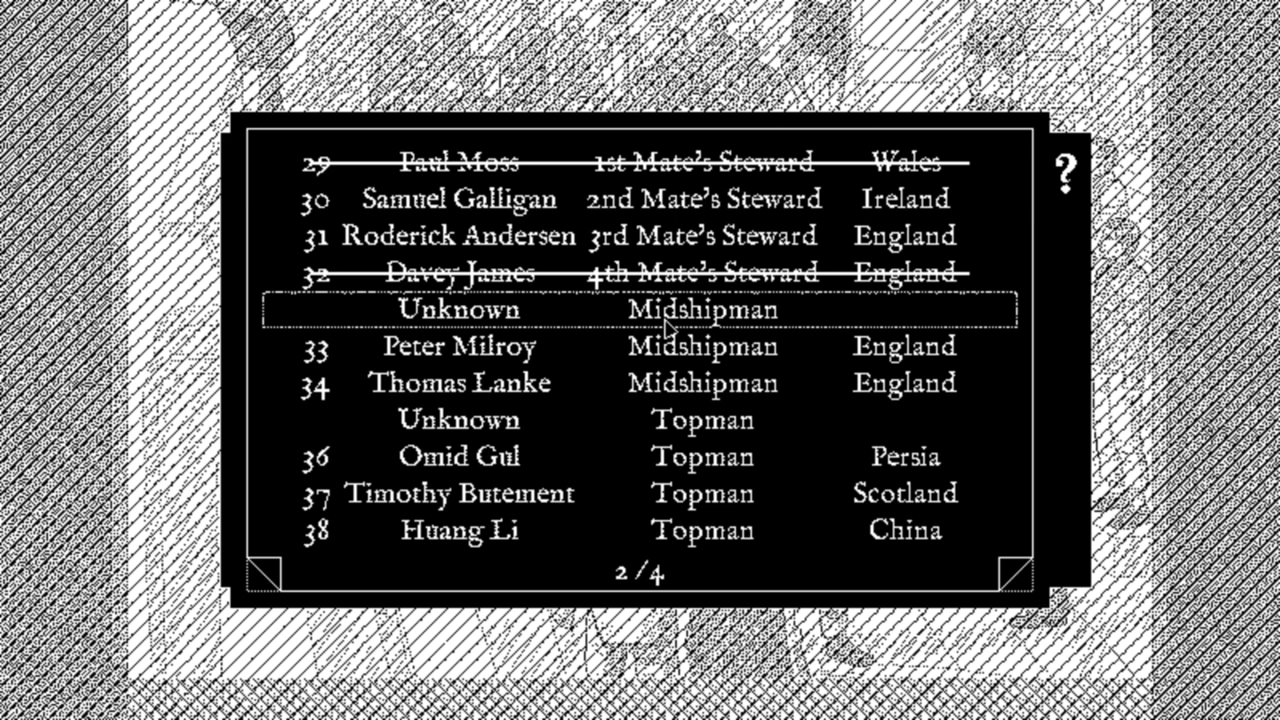 29 Paul Moss 1st Mate's Steward Wales
?
30 Samuel Galligan 2nd Mate's Steward Ireland
31 Roderick Andersen 3rd Mate's Steward England
32 Davey James 4th Mate's Steward England
Unknown Midshipman
33 Peter Milroy Midshipman England
34 Thomas Lanke Midshipman England
Unknown Topman
36 Omid Gul Topman Persia
37 Timothy Butement Topman Scotland
38 Huang Li Topman China
2/4